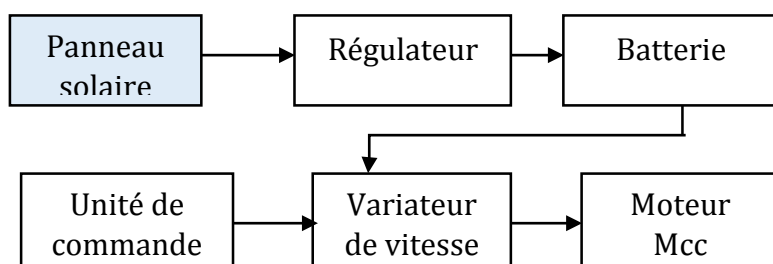 Panneau
solaire
Régulateur
Batterie
Unité de
commande
Variateur
de vitesse
Moteur
Mcc